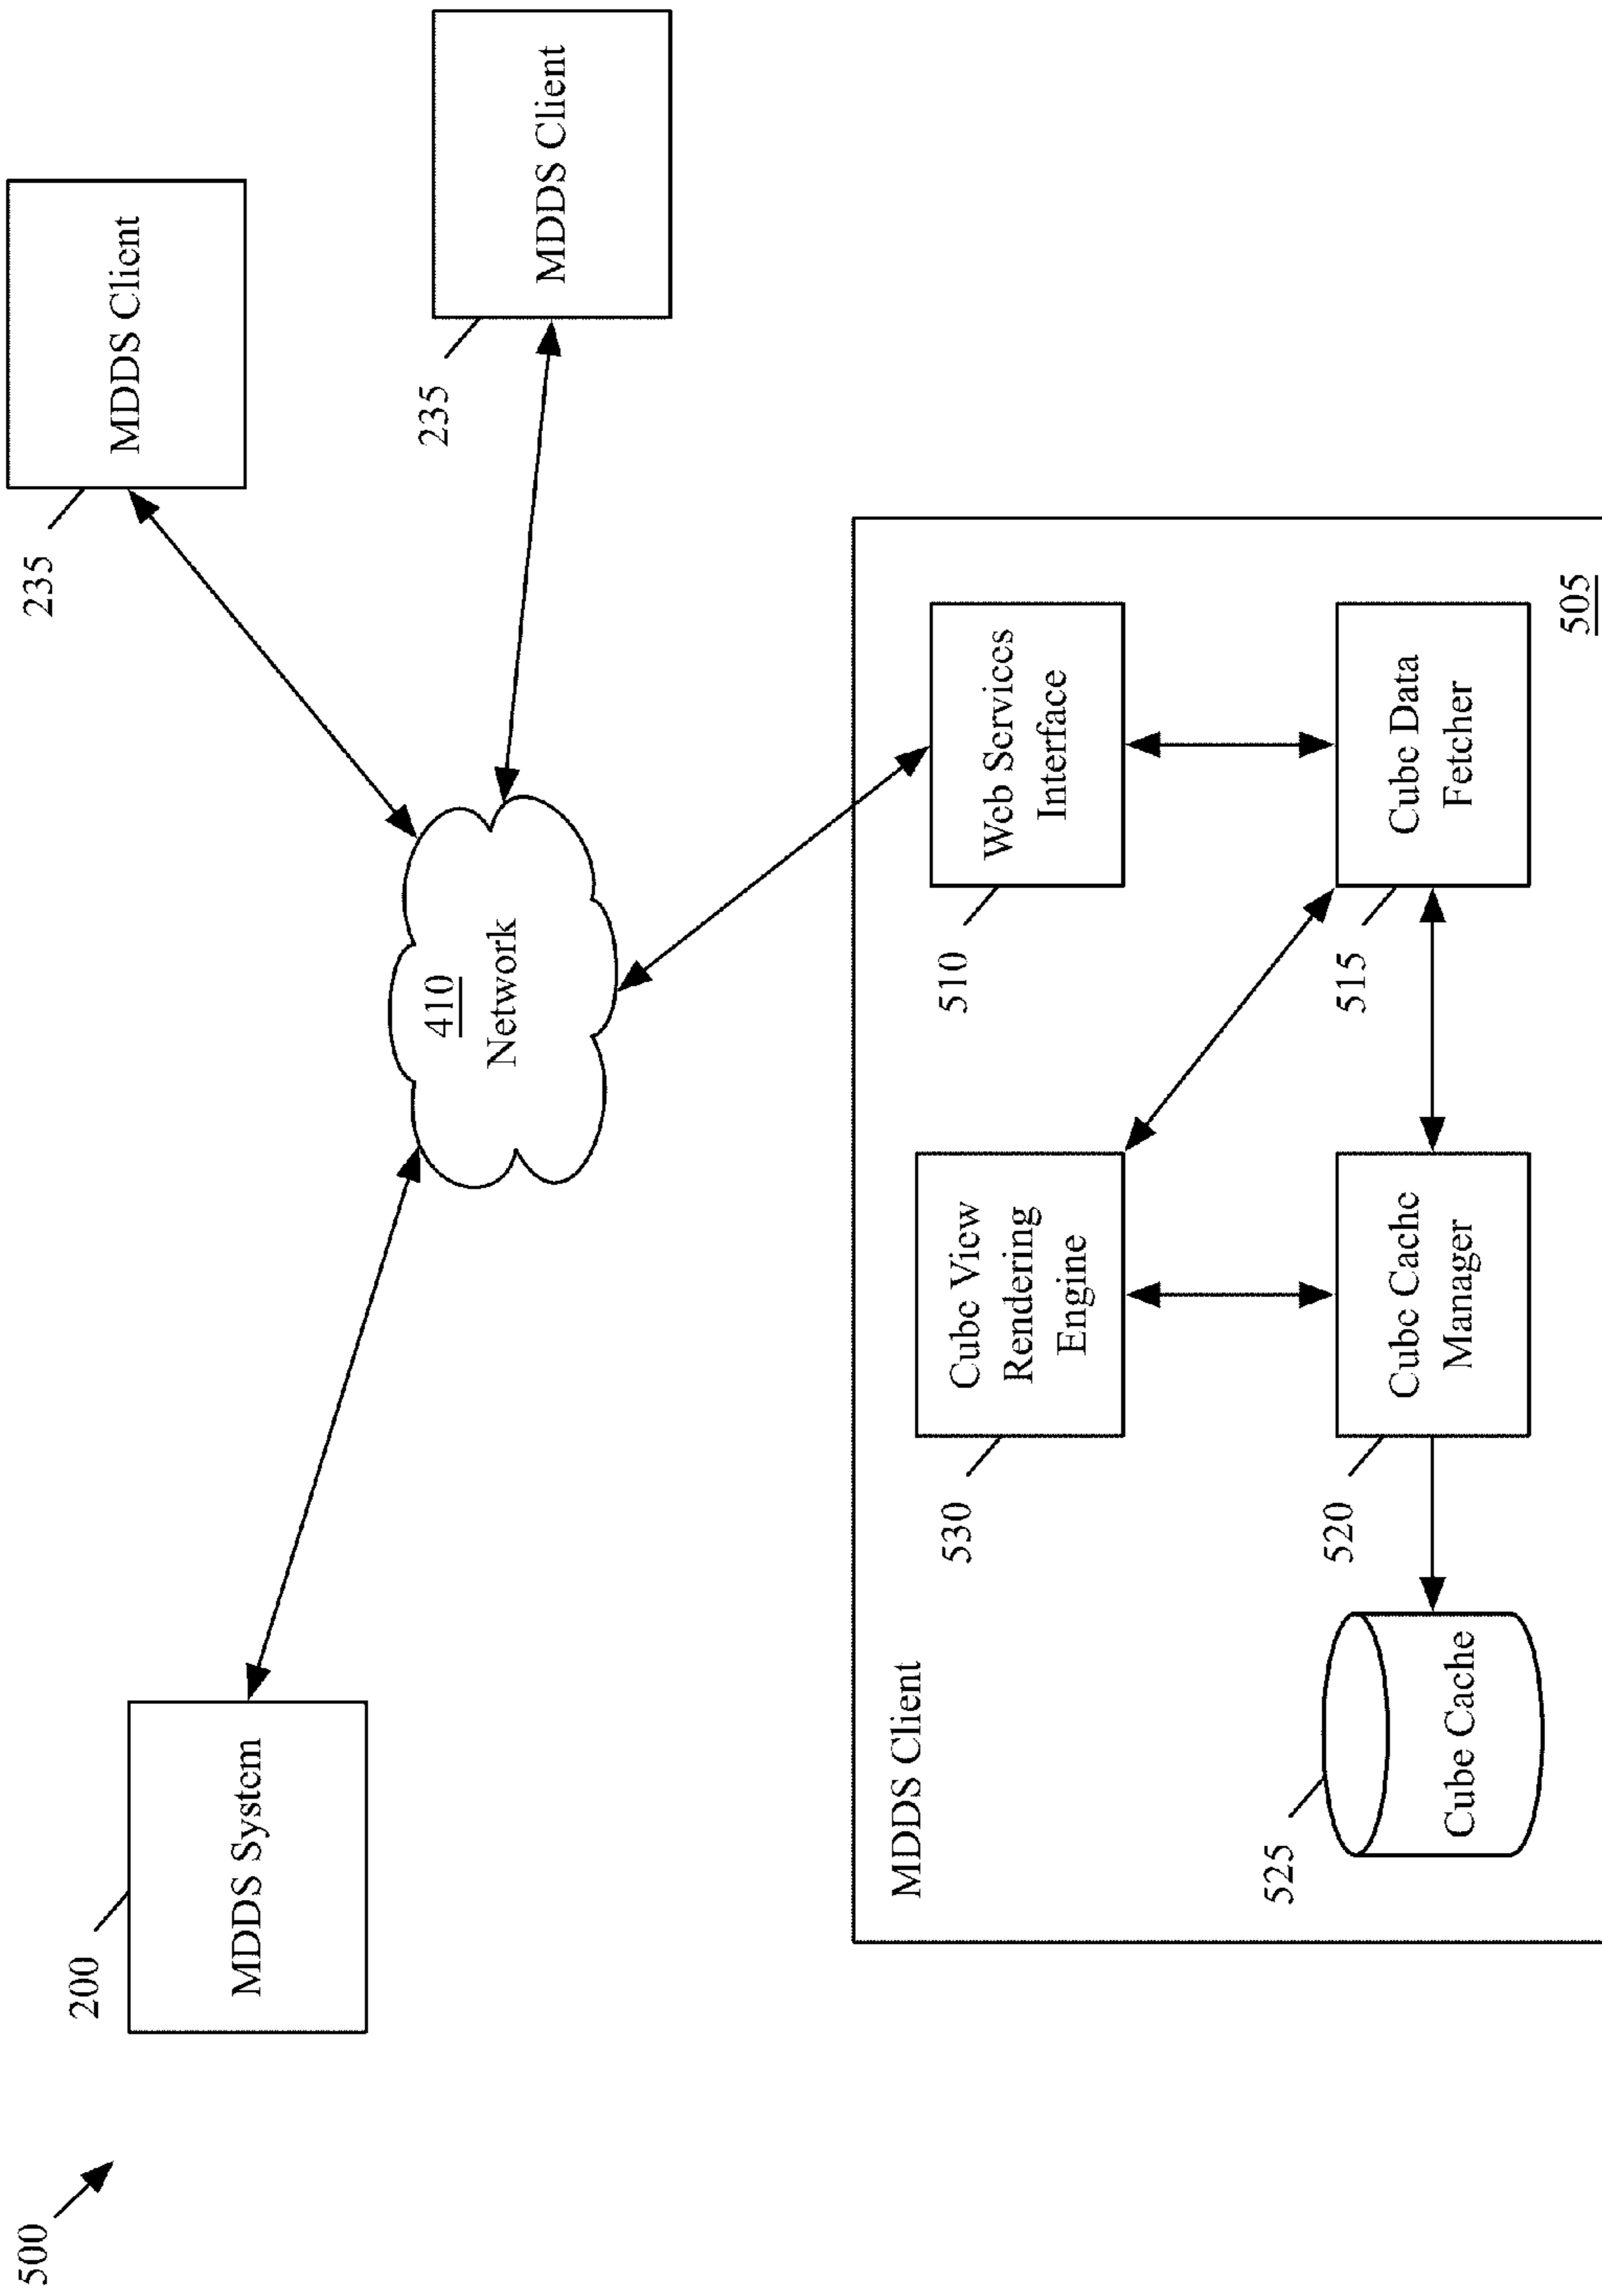 500
200
MDDS System
410
Network
235
MDDS Client
235
MDDS Client
MDDS Client
530
Cube View
Rendering
Engine
510
Web Services
Interface
525
Cube Cache
520
Cube Cache
Manager
515
Cube Data
Fetcher
505